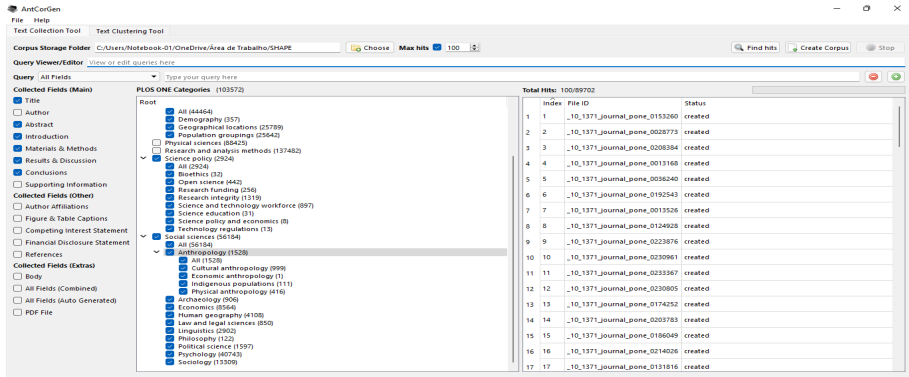 AntCorGen
File Help
Text Collection Tool Text Clustering Tool
Corpus Storage Folder C:/Users/Notebook-01/OneDrive/Área de Trabalho/SHAPE Choose Max hits 100 Find hits Create Corpus Stop
Query Viewer/Editor View or edit queries here
Query All Fields Type your query here
Collected Fields (Main)
Title
Author
Abstract
Introduction
Materials & Methods
Results & Discussion
Conclusions
Supporting Information
Collected Fields (Other)
Author Affiliations
Figure & Table Captions
Competing Interest Statement
Financial Disclosure Statement
References
Collected Fields (Extras)
Body
All Fields (Combined)
All Fields (Auto Generated)
PDF File
PLOS ONE Categories (103572)
Root
All (44464)
Demography (357)
Geographical locations (25789)
Population groupings (25642)
Physical sciences (88425)
Research and analysis methods (137482)
Science policy (2924)
All (2924)
Bioethics (32)
Open science (442)
Research funding (256)
Research integrity (1319)
Science and technology workforce (897)
Science education (31)
Science policy and economics (8)
Technology regulations (13)
Social sciences (56184)
All (56184)
Anthropology (1528)
All (1528)
Cultural anthropology (999)
Economic anthropology (1)
Indigenous populations (111)
Physical anthropology (416)
Archaeology (906)
Economics (8564)
Human geography (4108)
Law and legal sciences (850)
Linguistics (2902)
Philosophy (122)
Political science (1597)
Psychology (40743)
Sociology (13309)
Total Hits: 100/89702
Index File ID Status
1 1 _10_1371_journal_pone_0153260 created
2 2 _10_1371_journal_pone_0028773 created
3 3 _10_1371_journal_pone_0208384 created
4 4 _10_1371_journal_pone_0013168 created
5 5 _10_1371_journal_pone_0036240 created
6 6 _10_1371_journal_pone_0192543 created
7 7 _10_1371_journal_pone_0013526 created
8 8 _10_1371_journal_pone_0124928 created
9 9 _10_1371_journal_pone_0223876 created
10 10 _10_1371_journal_pone_0230961 created
11 11 _10_1371_journal_pone_0233367 created
12 12 _10_1371_journal_pone_0230805 created
13 13 _10_1371_journal_pone_0174252 created
14 14 _10_1371_journal_pone_0203783 created
15 15 _10_1371_journal_pone_0186049 created
16 16 _10_1371_journal_pone_0214026 created
17 17 _10_1371_journal_pone_0131816 created